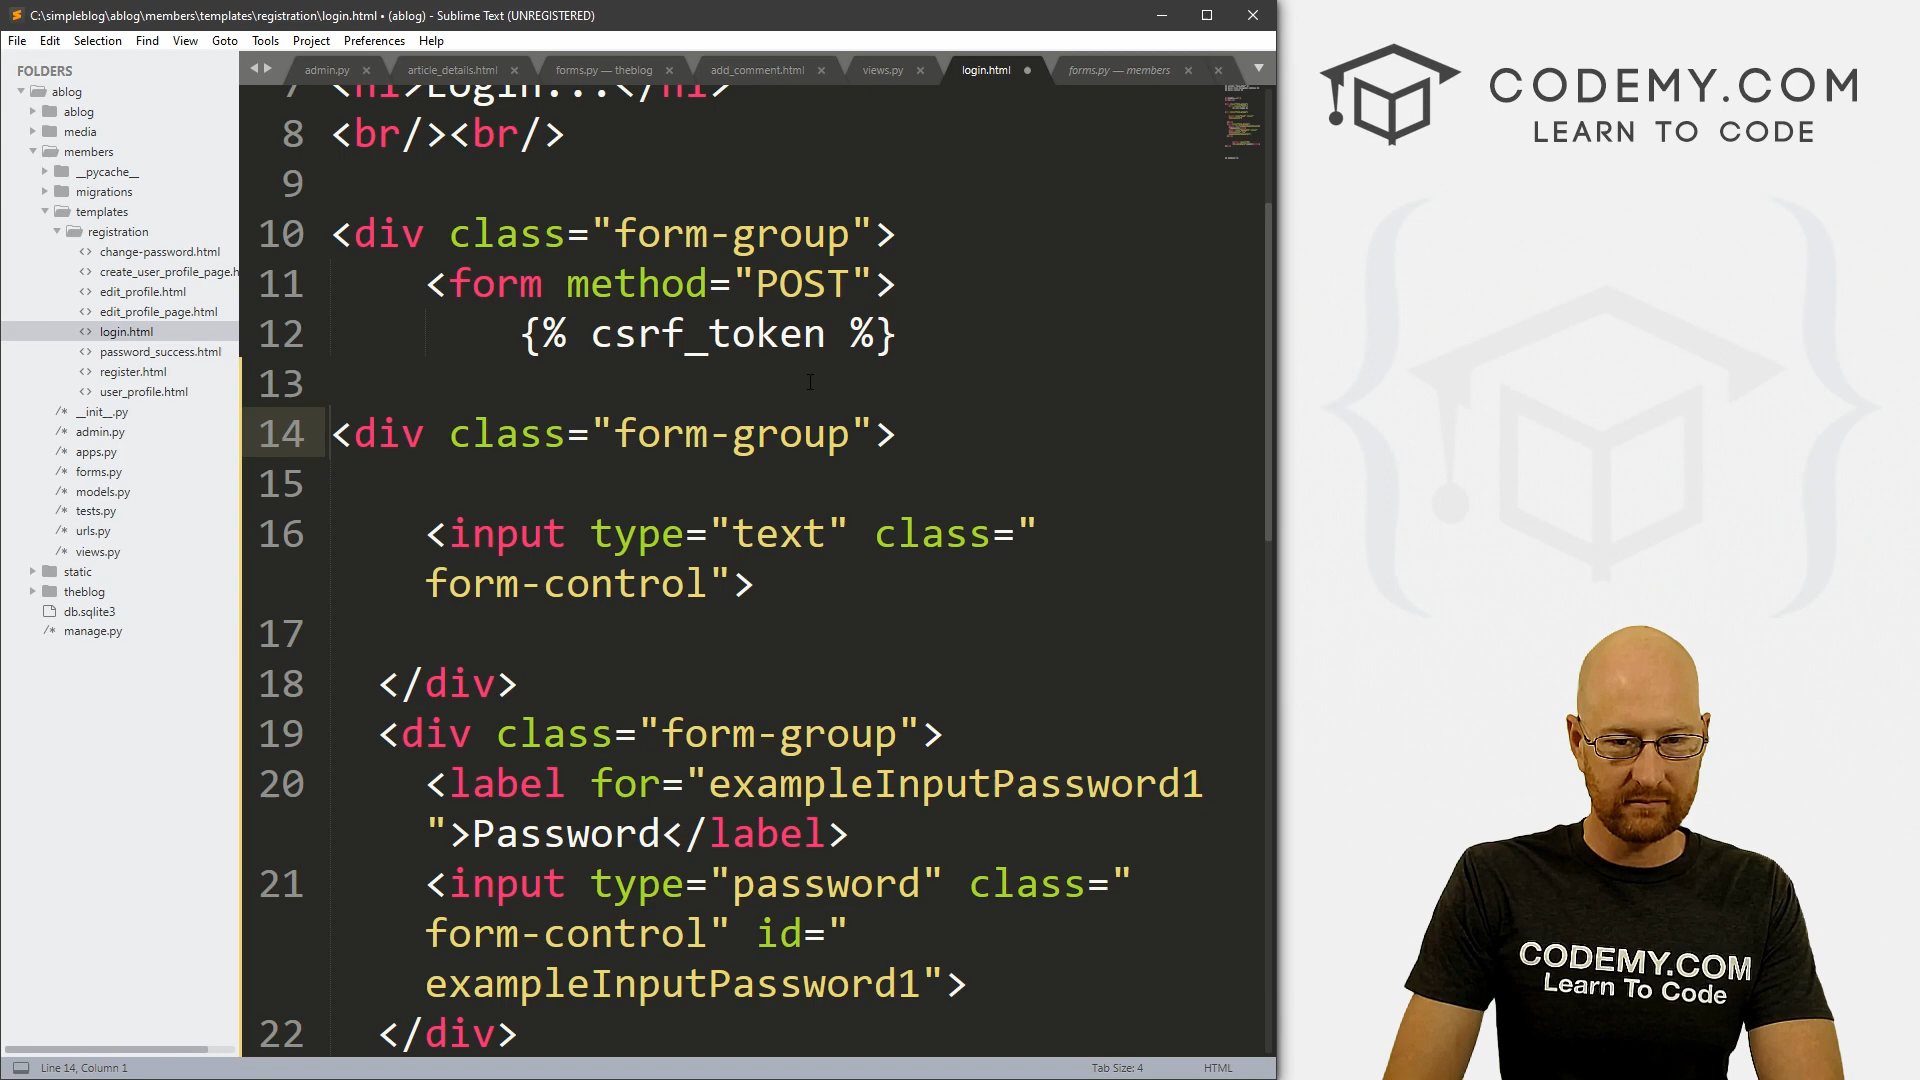 C:\simpleblog\ablog\members\templates\registration\login.html • (ablog) - Sublime Text (UNREGISTERED)
File Edit Selection Find View Goto Tools Project Preferences Help
FOLDERS
ablog
ablog
media
members
__pycache__
migrations
templates
registration
change-password.html
create_user_profile_page.h
edit_profile.html
edit_profile_page.html
login.html
password_success.html
register.html
user_profile.html
__init__.py
admin.py
apps.py
forms.py
models.py
tests.py
urls.py
views.py
static
theblog
db.sqlite3
manage.py
admin.py article_details.html forms.py — theblog add_comment.html views.py login.html forms.py — members
7 <h1>Login...</h1>
8 <br/><br/>
9
10 <div class="form-group">
11 <form method="POST">
12 {% csrf_token %}
13
14 <div class="form-group">
15
16 <input type="text" class="
form-control">
17
18 </div>
19 <div class="form-group">
20 <label for="exampleInputPassword1
">Password</label>
21 <input type="password" class="
form-control" id="
exampleInputPassword1">
22 </div>
Line 14, Column 1 Tab Size: 4 HTML
CODEMY.COM
LEARN TO CODE
CODEMY.COM
Learn To Code